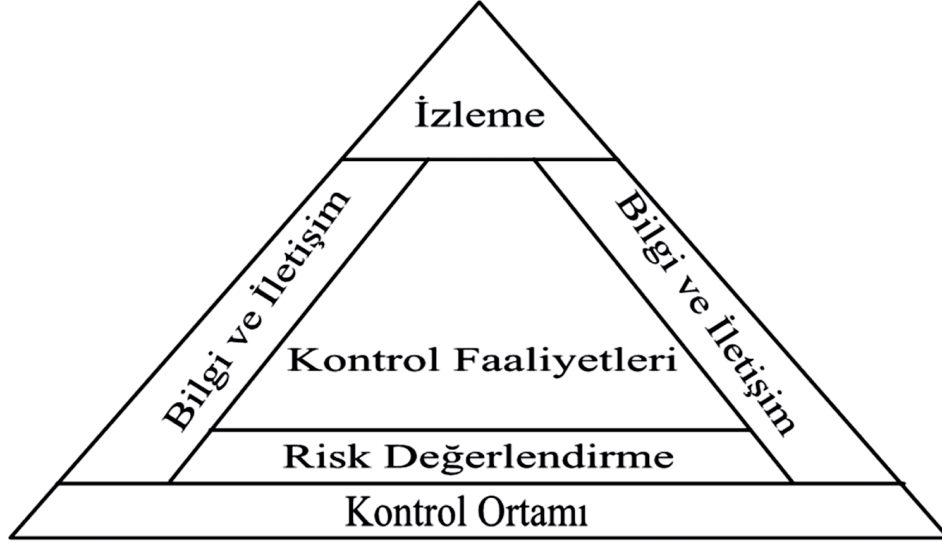 İzleme
Bilgi ve İletişim
Bilgi ve İletişim
Kontrol Faaliyetleri
Risk Değerlendirme
Kontrol Ortamı